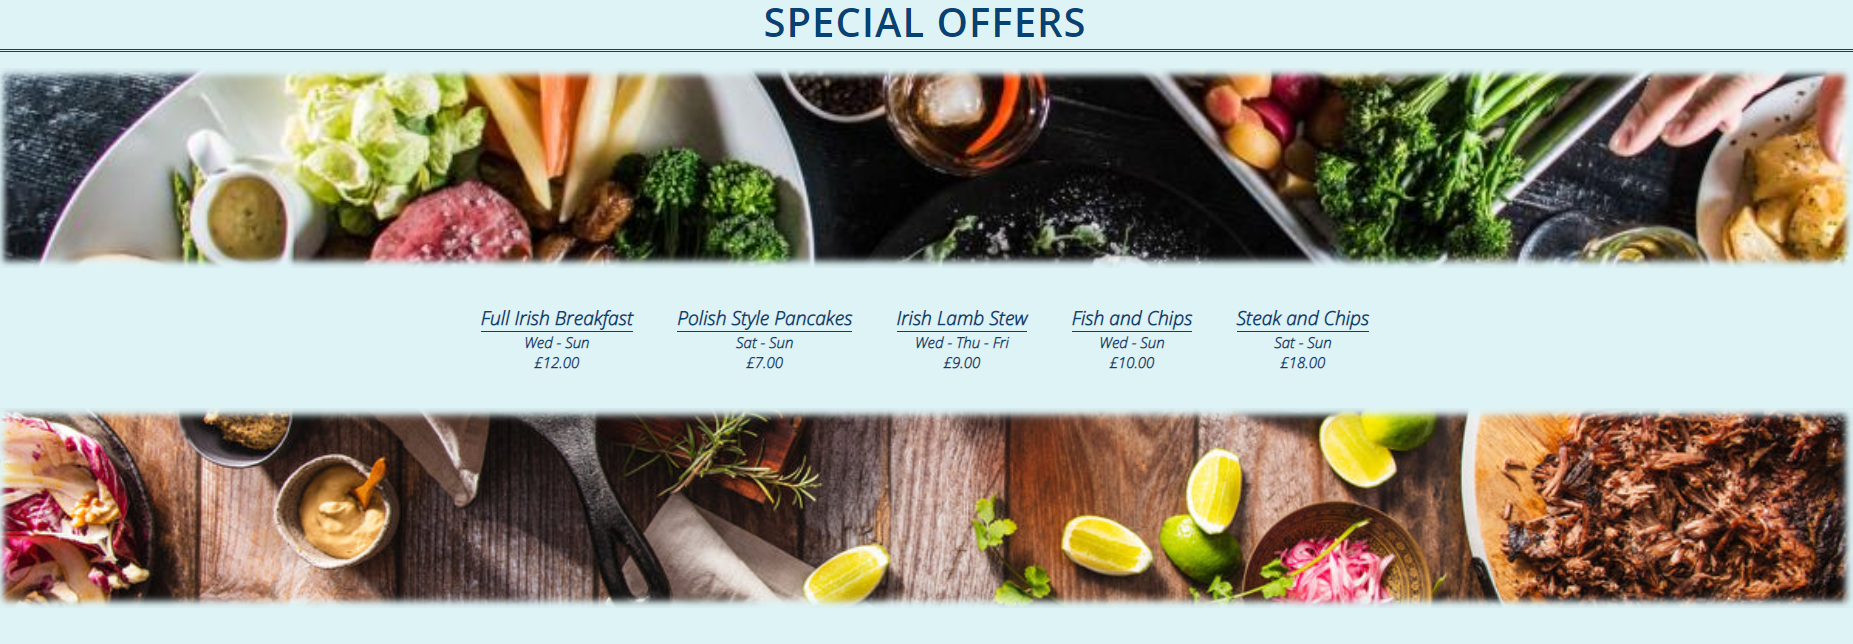 SPECIAL OFFERS
Full Irish Breakfast
Wed - Sun
£12.00
Polish Style Pancakes
Sat - Sun
£7.00
Irish Lamb Stew
Wed - Thu - Fri
£9.00
Fish and Chips
Wed - Sun
£10.00
Steak and Chips
Sat - Sun
£18.00